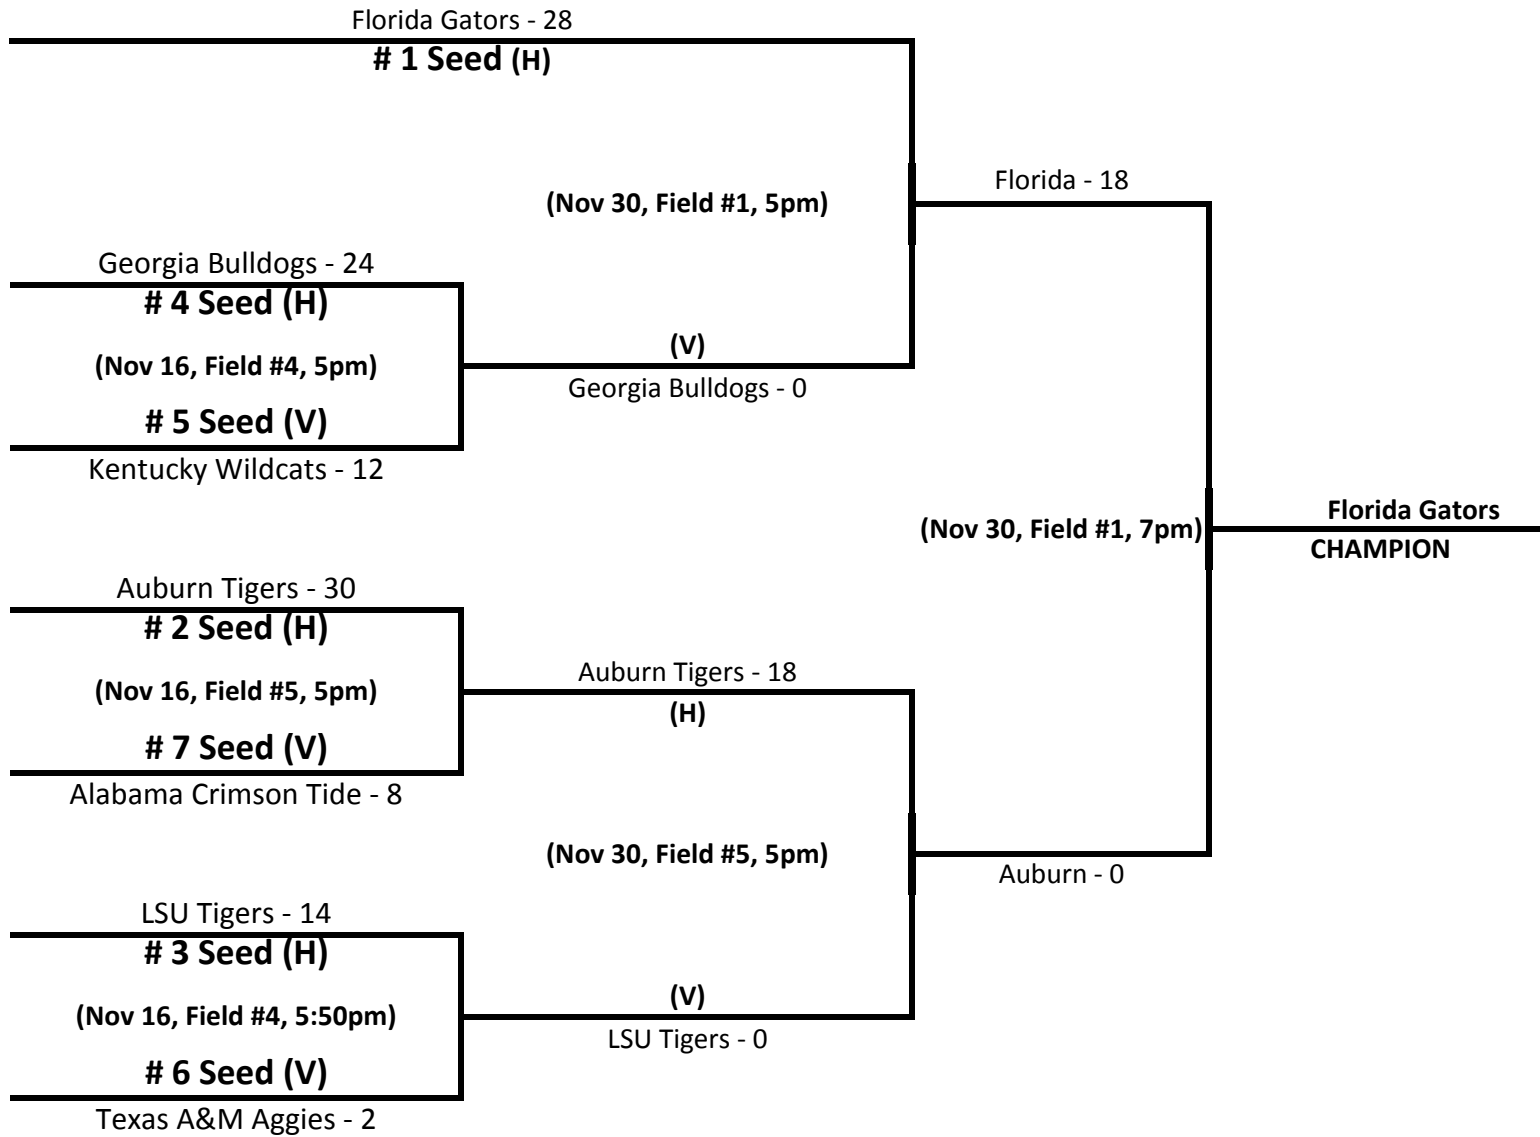 Florida Gators - 28
# 1 Seed (H)
(Nov 30, Field #1, 5pm)
Florida - 18
Georgia Bulldogs - 24
# 4 Seed (H)
(Nov 16, Field #4, 5pm)
(V)
Georgia Bulldogs - 0
# 5 Seed (V)
Kentucky Wildcats - 12
(Nov 30, Field #1, 7pm)
Florida Gators
CHAMPION
Auburn Tigers - 30
# 2 Seed (H)
(Nov 16, Field #5, 5pm)
Auburn Tigers - 18
(H)
# 7 Seed (V)
Alabama Crimson Tide - 8
(Nov 30, Field #5, 5pm)
Auburn - 0
LSU Tigers - 14
# 3 Seed (H)
(Nov 16, Field #4, 5:50pm)
(V)
LSU Tigers - 0
# 6 Seed (V)
Texas A&M Aggies - 2